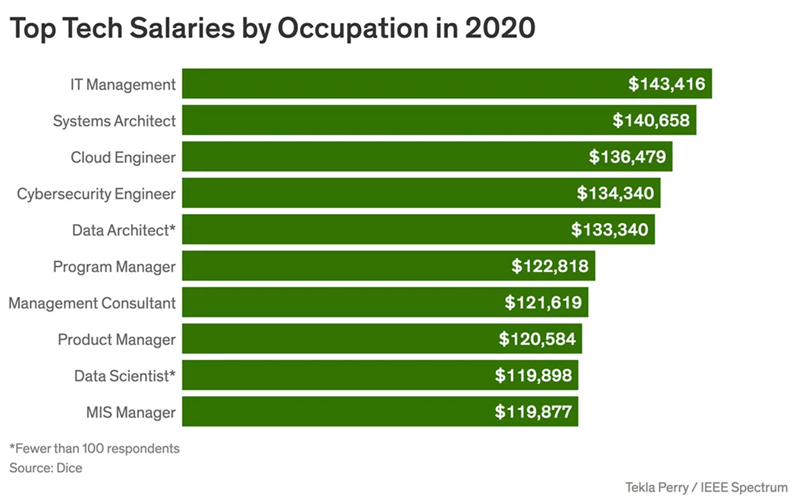 Top Tech Salaries by Occupation in 2020
IT Management $143,416
Systems Architect $140,658
Cloud Engineer $136,479
Cybersecurity Engineer $134,340
Data Architect* $133,340
Program Manager $122,818
Management Consultant $121,619
Product Manager $120,584
Data Scientist* $119,898
MIS Manager $119,877
*Fewer than 100 respondents
Source: Dice
Tekla Perry / IEEE Spectrum